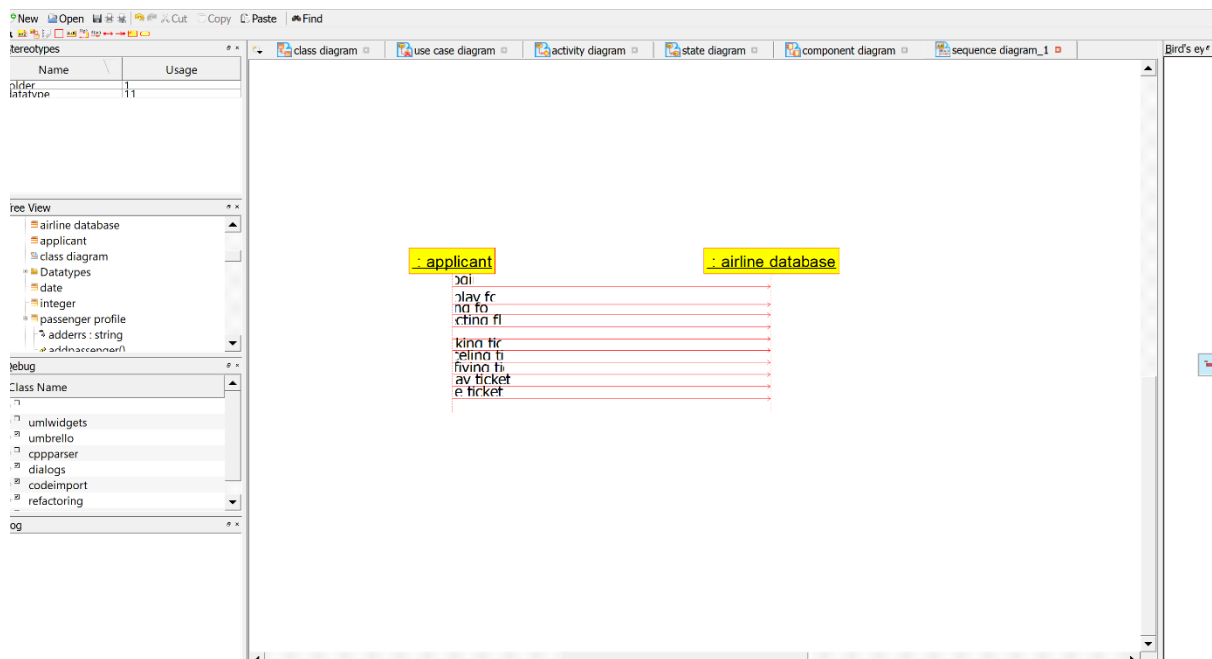 New Open Cut Copy Paste Find
tereotypes
Name Usage
older 1
latatype 11
class diagram use case diagram activity diagram state diagram component diagram sequence diagram_1
Bird's ey
ree View
airline database
applicant
class diagram
Datatypes
date
integer
passenger profile
adderrs : string
addpassenger()
ebug
Class Name
umlwidgets
umbrello
cppparser
dialogs
codeimport
refactoring
og
: applicant : airline database
play fo
ng fo
cting fl
king tic
celing ti
fying ti
ay ticket
e ticket